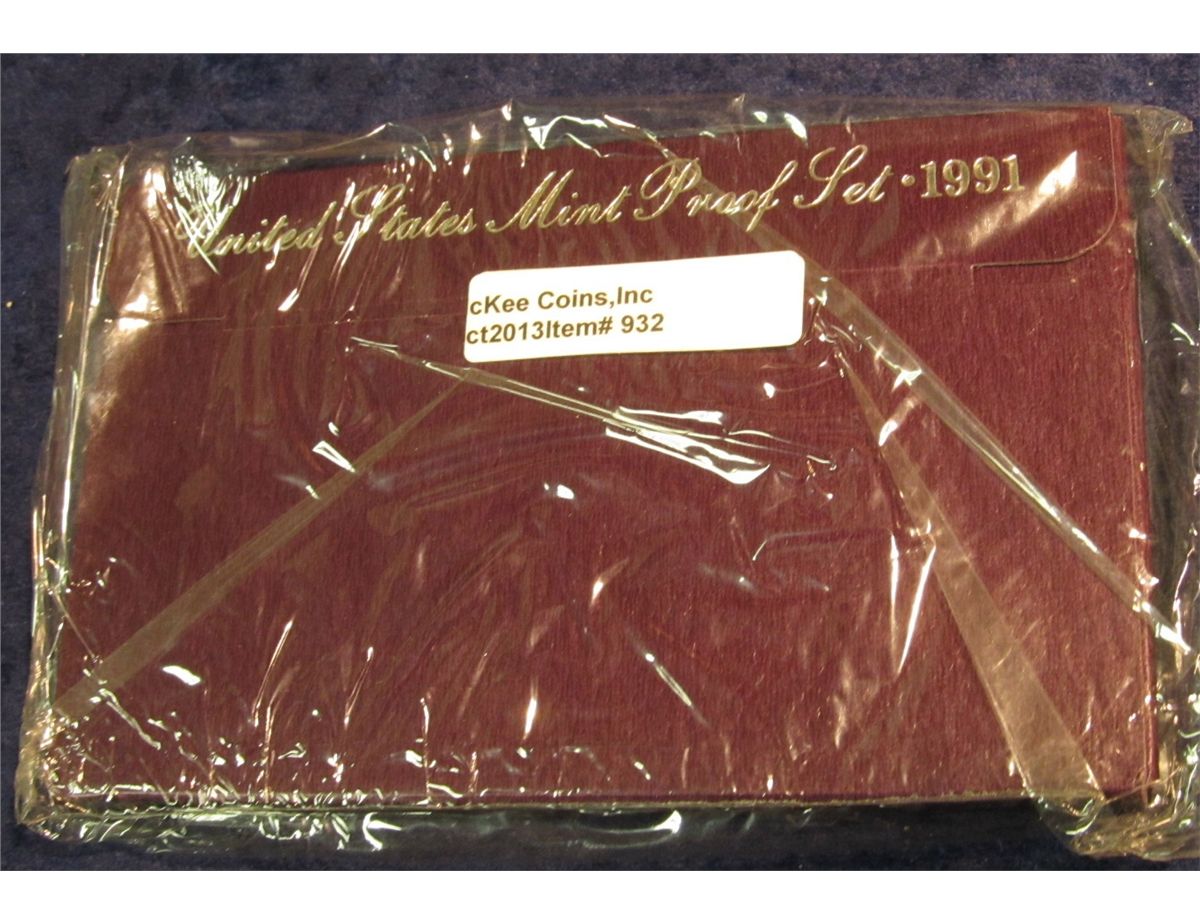 United States Mint Proof Set · 1991
cKee Coins,Inc
ct2013Item# 932